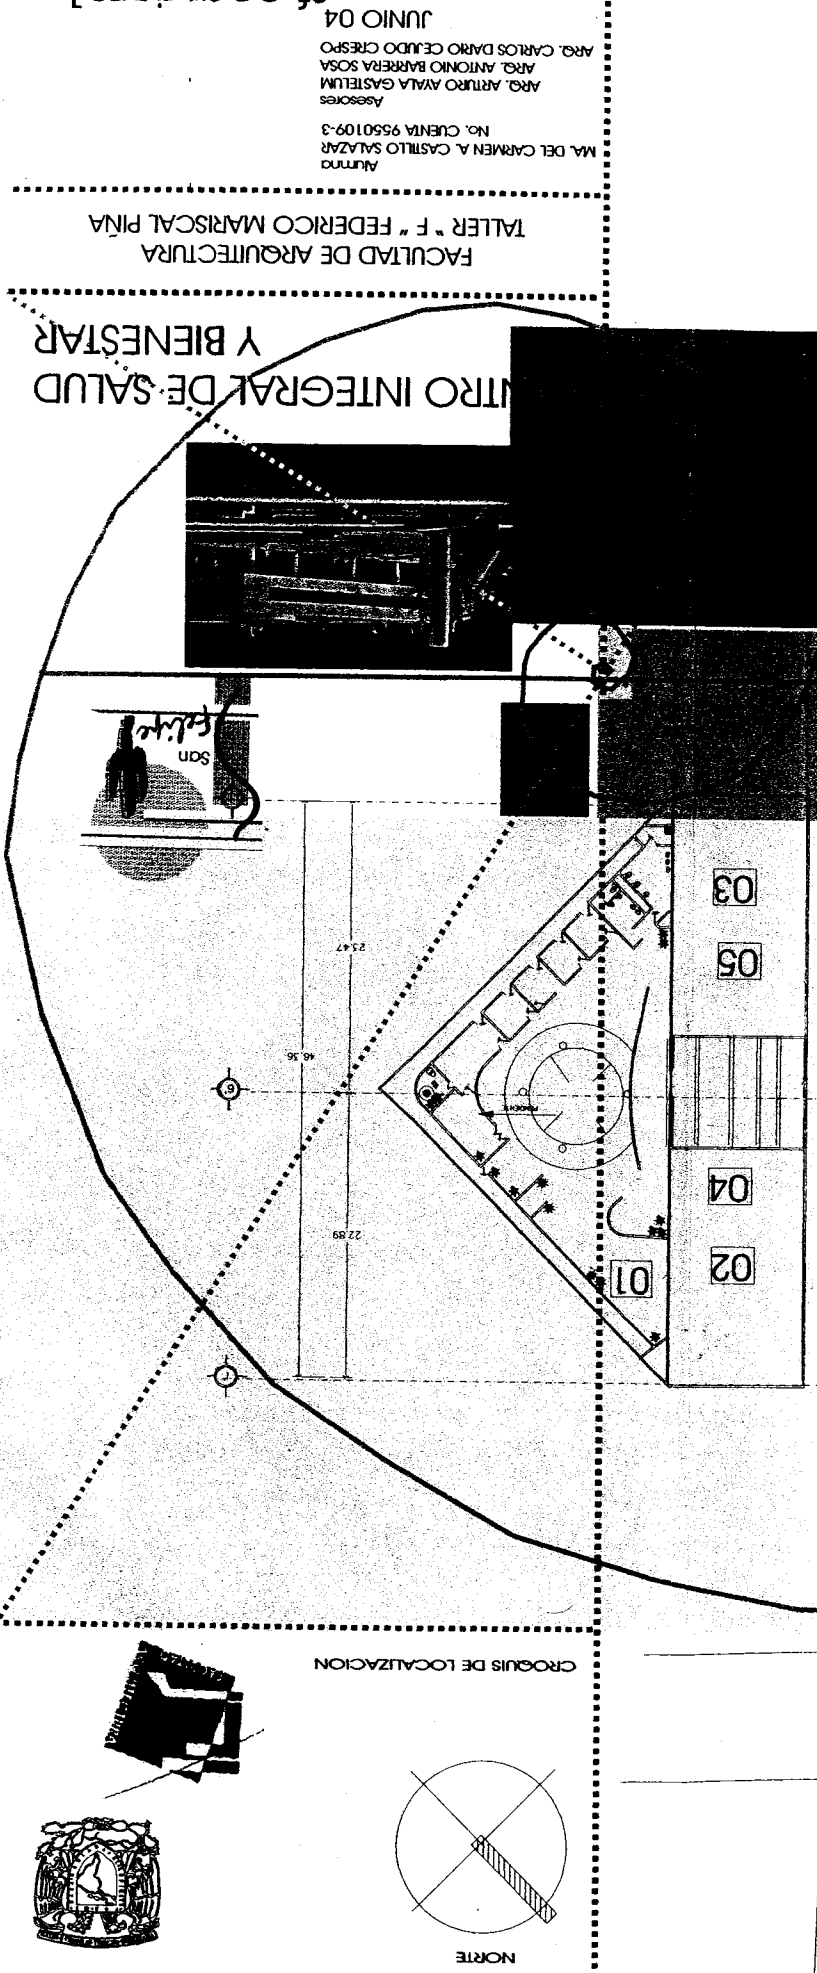 NORTE
CROQUIS DE LOCALIZACION
01
02
04
05
03
22.89
46.36
23.47
PENDIENTE
6'
San
Felipe
NTRO INTEGRAL DE SALUD
Y BIENESTAR
FACULTAD DE ARQUITECTURA
TALLER " F " FEDERICO MARISCAL PIÑA
Alumna
MA. DEL CARMEN A. CASTILLO SALAZAR
No. CUENTA 9550109-3
Asesores
ARQ. ARTURO AYALA GASTELUM
ARQ. ANTONIO BARRERA SOSA
ARQ. CARLOS DARIO CEJUDO CRESPO
JUNIO 04